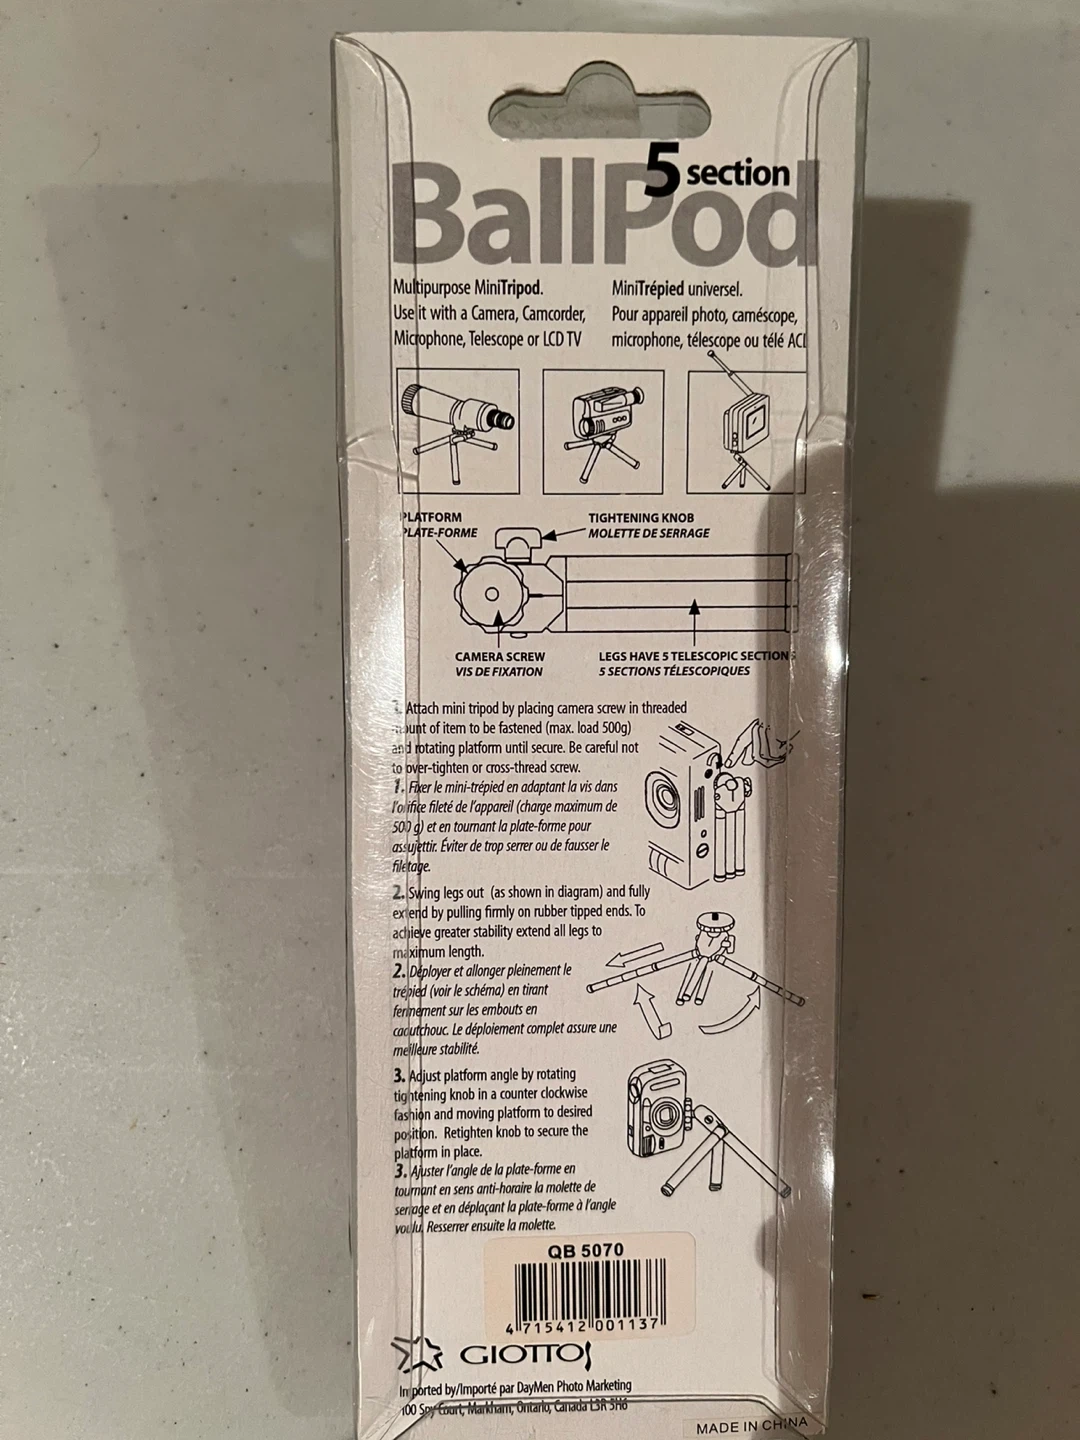 5 section
BallPod
Multipurpose MiniTripod.
Use it with a Camera, Camcorder,
Microphone, Telescope or LCD TV
MiniTrépied universel.
Pour appareil photo, caméscope,
microphone, télescope ou télé ACL
PLATFORM
PLATE-FORME
TIGHTENING KNOB
MOLETTE DE SERRAGE
CAMERA SCREW
VIS DE FIXATION
LEGS HAVE 5 TELESCOPIC SECTIONS
5 SECTIONS TÉLESCOPIQUES
1. Attach mini tripod by placing camera screw in threaded
mount of item to be fastened (max. load 500g)
and rotating platform until secure. Be careful not
to over-tighten or cross-thread screw.
1. Fixer le mini-trépied en adaptant la vis dans
l'orifice fileté de l'appareil (charge maximum de
500 g) et en tournant la plate-forme pour
assujettir. Éviter de trop serrer ou de fausser le
filetage.
2. Swing legs out (as shown in diagram) and fully
extend by pulling firmly on rubber tipped ends. To
achieve greater stability extend all legs to
maximum length.
2. Déployer et allonger pleinement le
trépied (voir le schéma) en tirant
fermement sur les embouts en
caoutchouc. Le déploiement complet assure une
meilleure stabilité.
3. Adjust platform angle by rotating
tightening knob in a counter clockwise
fashion and moving platform to desired
position. Retighten knob to secure the
platform in place.
3. Ajuster l'angle de la plate-forme en
tournant en sens anti-horaire la molette de
serrage et en déplaçant la plate-forme à l'angle
voulu. Resserrer ensuite la molette.
QB 5070
4 715412 001137
GIOTTOS
Imported by/Importé par DayMen Photo Marketing
100 Spy Court, Markham, Ontario, Canada L3R 5H6
MADE IN CHINA